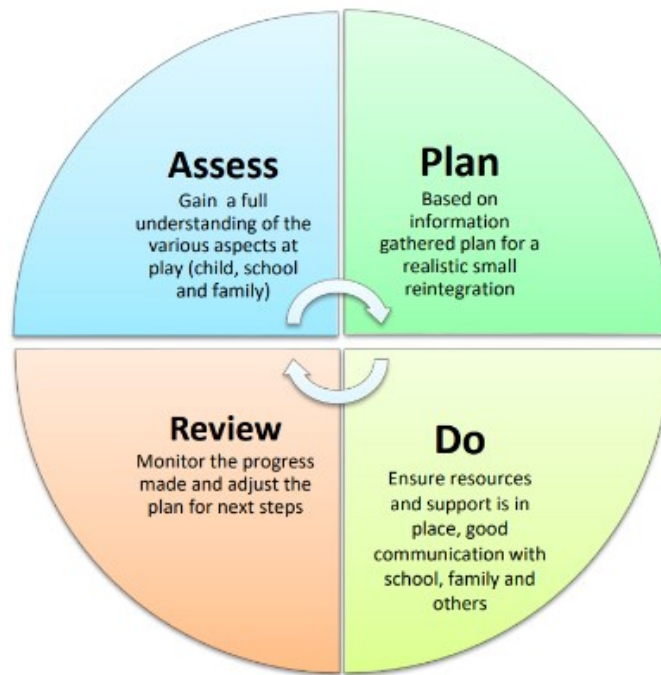 Assess
Gain a full
understanding of the
various aspects at
play (child, school
and family)
Plan
Based on
information
gathered plan for a
realistic small
reintegration
Do
Ensure resources
and support is in
place, good
communication with
school, family and
others
Review
Monitor the progress
made and adjust the
plan for next steps